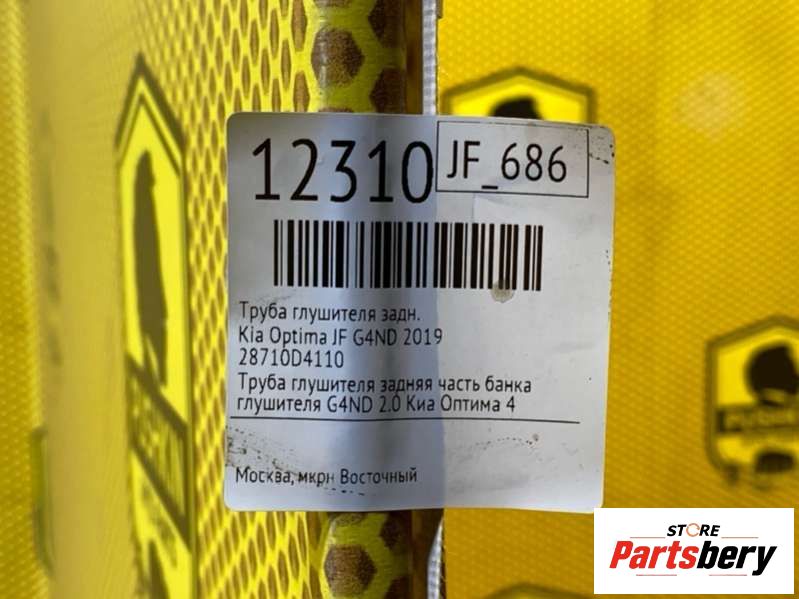 12310
JF_686
Труба глушителя задн.
Kia Optima JF G4ND 2019
28710D4110
Труба глушителя задняя часть банка
глушителя G4ND 2.0 Киа Оптима 4
Москва, мкрн Восточный
STORE
Partsbery